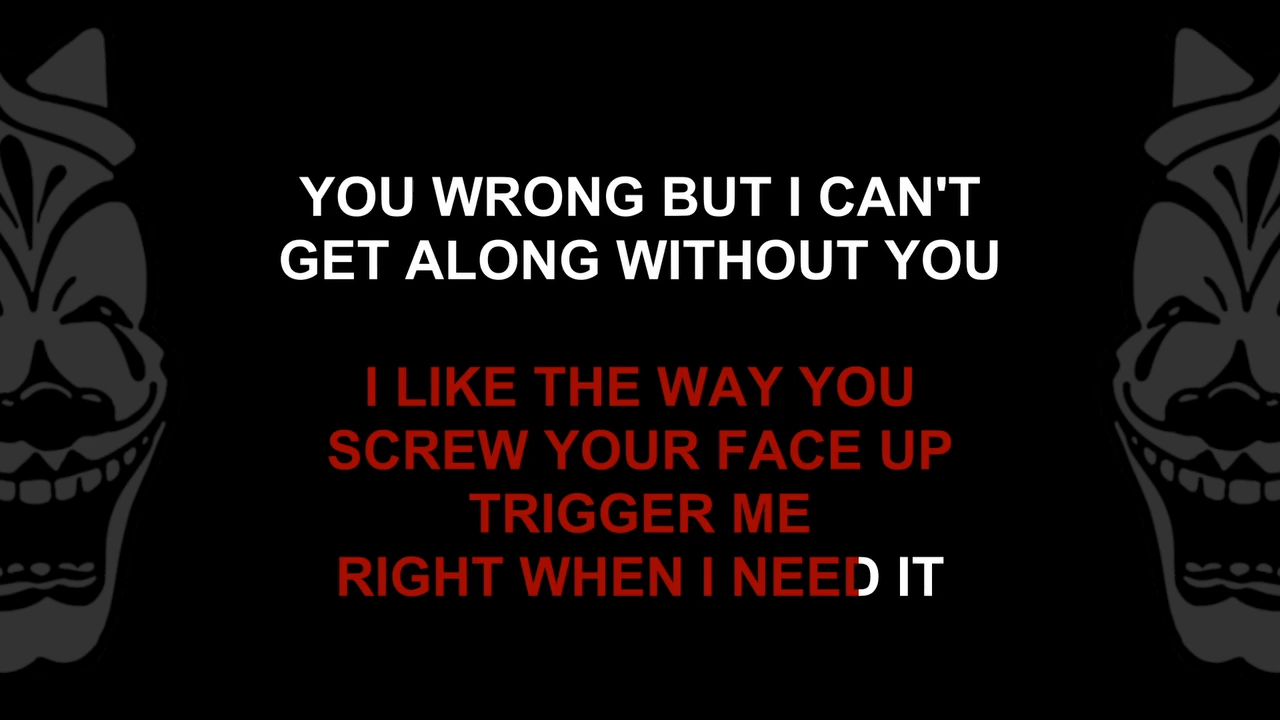 YOU WRONG BUT I CAN'T
GET ALONG WITHOUT YOU
I LIKE THE WAY YOU
SCREW YOUR FACE UP
TRIGGER ME
RIGHT WHEN I NEED IT